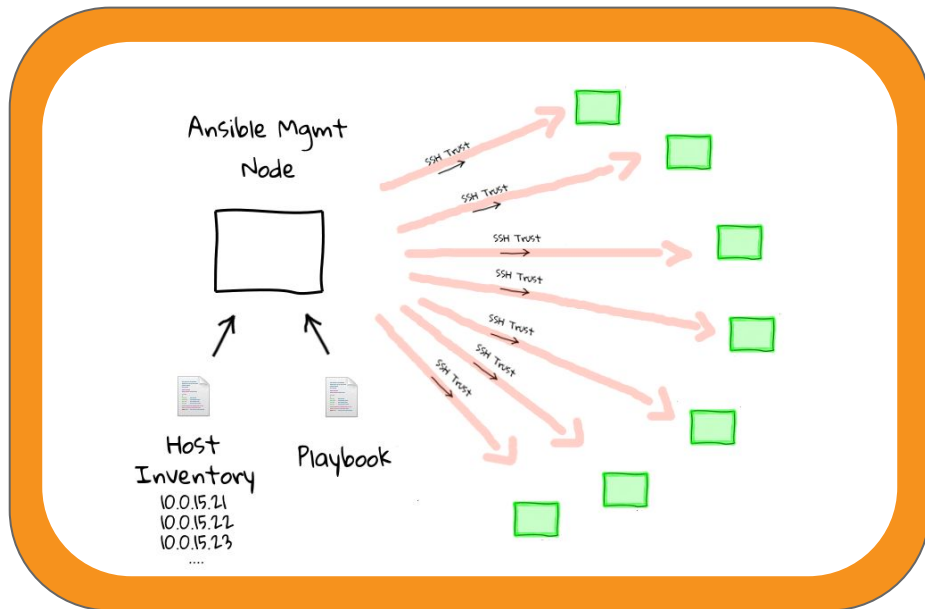 Ansible Mgmt
Node
SSH Trust
SSH Trust
SSH Trust
SSH Trust
SSH Trust
SSH Trust
SSH Trust
Host
Inventory
10.0.15.21
10.0.15.22
10.0.15.23
....
Playbook